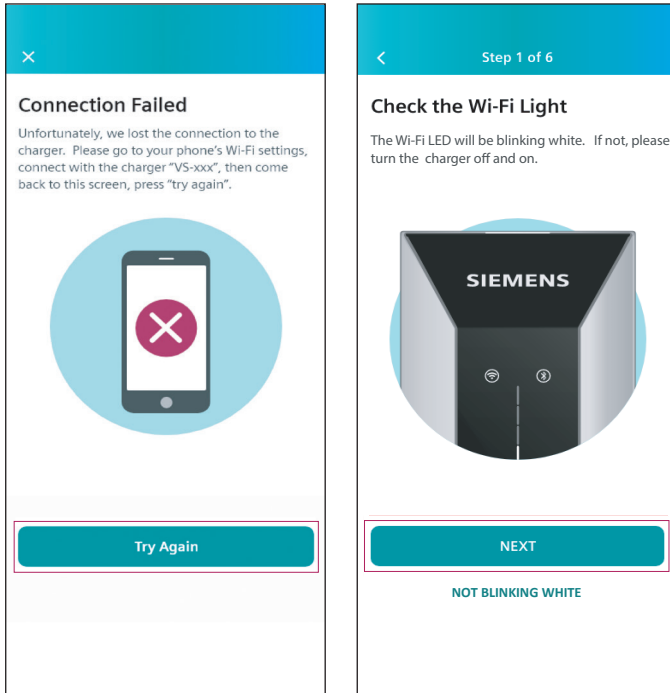 Connection Failed
Unfortunately, we lost the connection to the
charger. Please go to your phone's Wi-Fi settings,
connect with the charger "VS-xxx", then come
back to this screen, press "try again".
Try Again
Step 1 of 6
Check the Wi-Fi Light
The Wi-Fi LED will be blinking white. If not, please
turn the charger off and on.
SIEMENS
NEXT
NOT BLINKING WHITE